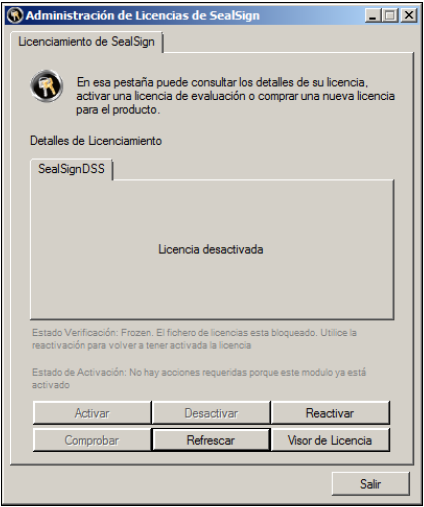 Administración de Licencias de SealSign
Licenciamiento de SealSign
En esa pestaña puede consultar los detalles de su licencia,
activar una licencia de evaluación o comprar una nueva licencia
para el producto.
Detalles de Licenciamiento
SealSignDSS
Licencia desactivada
Estado Verificación: Frozen. El fichero de licencias esta bloqueado. Utilice la
reactivación para volver a tener activada la licencia
Estado de Activación: No hay acciones requeridas porque este modulo ya está
activado
Activar
Desactivar
Reactivar
Comprobar
Refrescar
Visor de Licencia
Salir